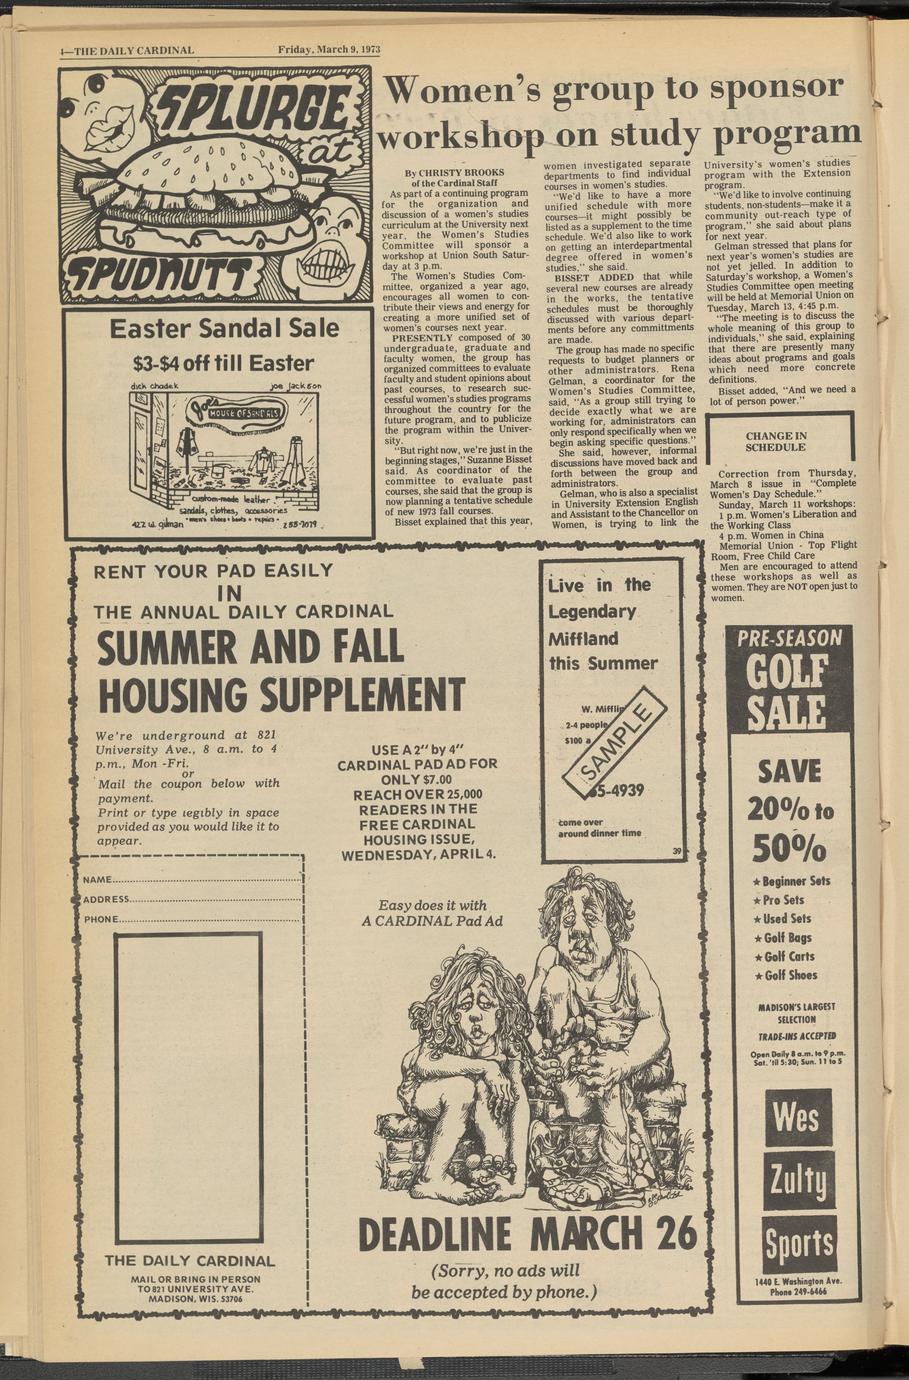 4—THE DAILY CARDINAL
Friday, March 9, 1973
SPLURGE
at
SPUDNUTT
Easter Sandal Sale
$3-$4 off till Easter
dick chadek
joe jackson
Joe's
HOUSE OF SANDALS
custom-made leather
sandals, clothes, accessories
- men's shoes - boots - repairs -
422 W. gilman
255-7079
Women's group to sponsor
workshop on study program
By CHRISTY BROOKS
of the Cardinal Staff
As part of a continuing program
for the organization and
discussion of a women's studies
curriculum at the University next
year, the Women's Studies
Committee will sponsor a
workshop at Union South Satur-
day at 3 p.m.
The Women's Studies Com-
mittee, organized a year ago,
encourages all women to con-
tribute their views and energy for
creating a more unified set of
women's courses next year.
PRESENTLY composed of 30
undergraduate, graduate and
faculty women, the group has
organized committees to evaluate
faculty and student opinions about
past courses, to research suc-
cessful women's studies programs
throughout the country for the
future program, and to publicize
the program within the Univer-
sity.
"But right now, we're just in the
beginning stages," Suzanne Bisset
said. As coordinator of the
committee to evaluate past
courses, she said that the group is
now planning a tentative schedule
of new 1973 fall courses.
Bisset explained that this year,
women investigated separate
departments to find individual
courses in women's studies.
"We'd like to have a more
unified schedule with more
courses—it might possibly be
listed as a supplement to the time
schedule. We'd also like to work
on getting an interdepartmental
degree offered in women's
studies," she said.
BISSET ADDED that while
several new courses are already
in the works, the tentative
schedules must be thoroughly
discussed with various depart-
ments before any committments
are made.
The group has made no specific
requests to budget planners or
other administrators. Rena
Gelman, a coordinator for the
Women's Studies Committee,
said, "As a group still trying to
decide exactly what we are
working for, administrators can
only respond specifically when we
begin asking specific questions."
She said, however, informal
discussions have moved back and
forth between the group and
administrators.
Gelman, who is also a specialist
in University Extension English
and Assistant to the Chancellor on
Women, is trying to link the
University's women's studies
program with the Extension
program.
"We'd like to involve continuing
students, non-students—make it a
community out-reach type of
program," she said about plans
for next year.
Gelman stressed that plans for
next year's women's studies are
not yet jelled. In addition to
Saturday's workshop, a Women's
Studies Committee open meeting
will be held at Memorial Union on
Tuesday, March 13, 4:45 p.m.
"The meeting is to discuss the
whole meaning of this group to
individuals," she said, explaining
that there are presently many
ideas about programs and goals
which need more concrete
definitions.
Bisset added, "And we need a
lot of person power."
CHANGE IN
SCHEDULE
Correction from Thursday,
March 8 issue in "Complete
Women's Day Schedule."
Sunday, March 11 workshops:
1 p.m. Women's Liberation and
the Working Class
4 p.m. Women in China
Memorial Union - Top Flight
Room, Free Child Care
Men are encouraged to attend
these workshops as well as
women. They are NOT open just to
women.
RENT YOUR PAD EASILY
IN
THE ANNUAL DAILY CARDINAL
SUMMER AND FALL
HOUSING SUPPLEMENT
We're underground at 821
University Ave., 8 a.m. to 4
p.m., Mon -Fri.
or
Mail the coupon below with
payment.
Print or type legibly in space
provided as you would like it to
appear.
USE A 2" by 4"
CARDINAL PAD AD FOR
ONLY $7.00
REACH OVER 25,000
READERS IN THE
FREE CARDINAL
HOUSING ISSUE,
WEDNESDAY, APRIL 4.
Easy does it with
A CARDINAL Pad Ad
Live in the
Legendary
Miffland
this Summer
W. Mifflin
2-4 people
$100 a
SAMPLE
55-4939
come over
around dinner time
39
NAME
ADDRESS
PHONE
THE DAILY CARDINAL
MAIL OR BRING IN PERSON
TO 821 UNIVERSITY AVE.
MADISON, WIS. 53706
DEADLINE MARCH 26
(Sorry, no ads will
be accepted by phone.)
PRE-SEASON
GOLF
SALE
SAVE
20% to
50%
★ Beginner Sets
★ Pro Sets
★ Used Sets
★ Golf Bags
★ Golf Carts
★ Golf Shoes
MADISON'S LARGEST
SELECTION
TRADE-INS ACCEPTED
Open Daily 8 a.m. to 9 p.m.
Sat. 'til 5:30; Sun. 11 to 5
Wes
Zulty
Sports
1440 E. Washington Ave.
Phone 249-6466